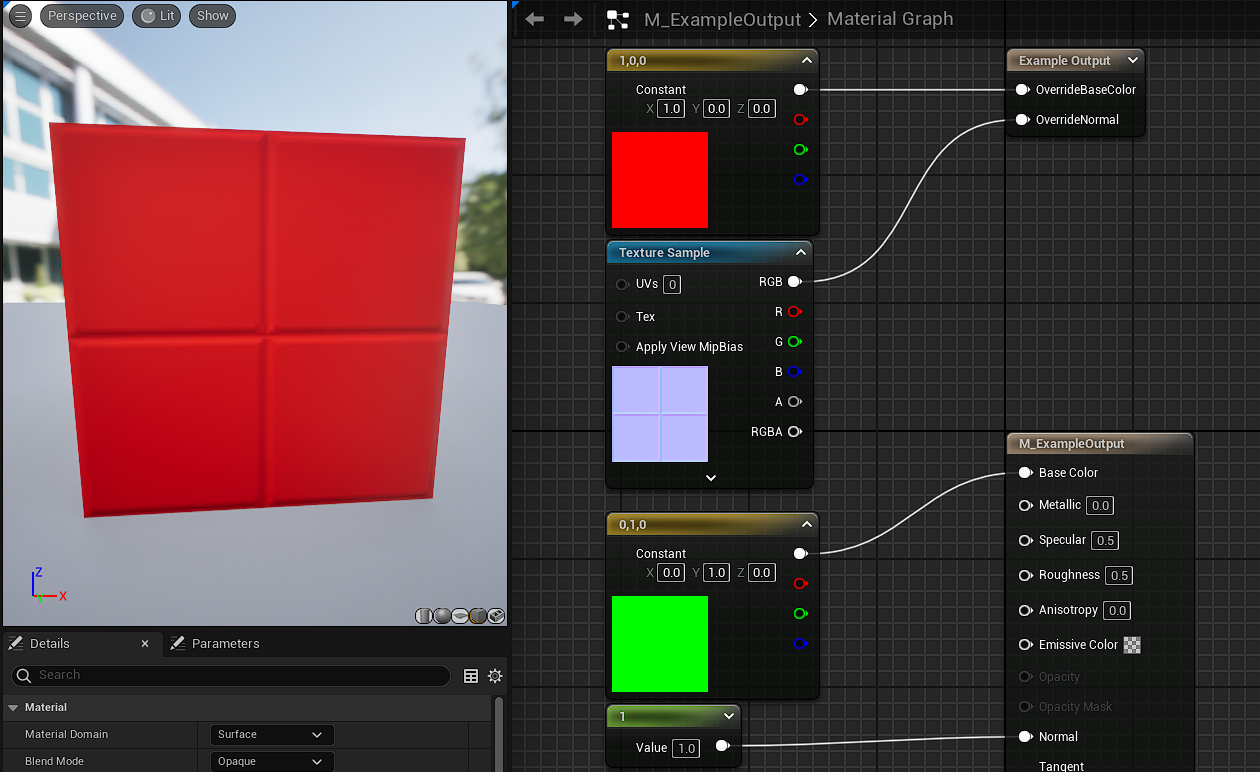 Perspective Lit Show
M_ExampleOutput > Material Graph
1,0,0
Constant
X 1.0 Y 0.0 Z 0.0
Example Output
OverrideBaseColor
OverrideNormal
Texture Sample
UVs 0
RGB
R
Tex
G
Apply View MipBias
B
A
RGBA
0,1,0
Constant
X 0.0 Y 1.0 Z 0.0
1
Value 1.0
M_ExampleOutput
Base Color
Metallic 0.0
Specular 0.5
Roughness 0.5
Anisotropy 0.0
Emissive Color
Opacity
Opacity Mask
Normal
Tangent
Z
Y
X
Details Parameters
Search
Material
Material Domain Surface
Blend Mode Opaque